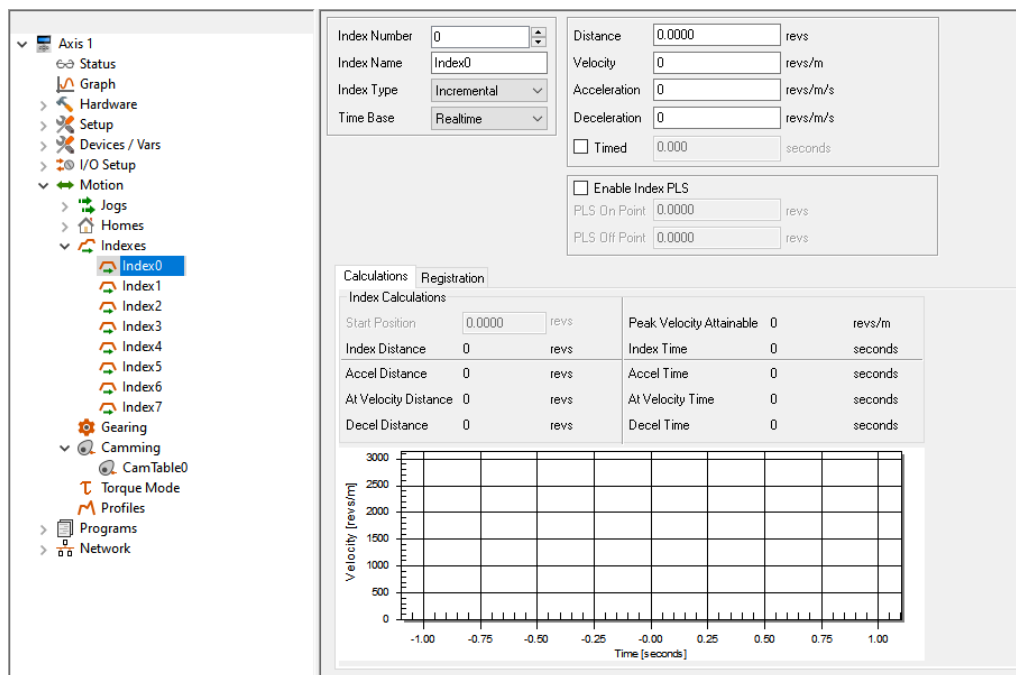 Axis 1
Status
Graph
Hardware
Setup
Devices / Vars
I/O Setup
Motion
Jogs
Homes
Indexes
Index0
Index1
Index2
Index3
Index4
Index5
Index6
Index7
Gearing
Camming
CamTable0
Torque Mode
Profiles
Programs
Network
Index Number 0
Index Name Index0
Index Type Incremental
Time Base Realtime
Distance 0.0000 revs
Velocity 0 revs/m
Acceleration 0 revs/m/s
Deceleration 0 revs/m/s
Timed 0.000 seconds
Enable Index PLS
PLS On Point 0.0000 revs
PLS Off Point 0.0000 revs
Calculations Registration
Index Calculations
Start Position 0.0000 revs Peak Velocity Attainable 0 revs/m
Index Distance 0 revs Index Time 0 seconds
Accel Distance 0 revs Accel Time 0 seconds
At Velocity Distance 0 revs At Velocity Time 0 seconds
Decel Distance 0 revs Decel Time 0 seconds
Velocity [revs/m]
3000
2500
2000
1500
1000
500
0
-1.00 -0.75 -0.50 -0.25 -0.00 0.25 0.50 0.75 1.00
Time [seconds]